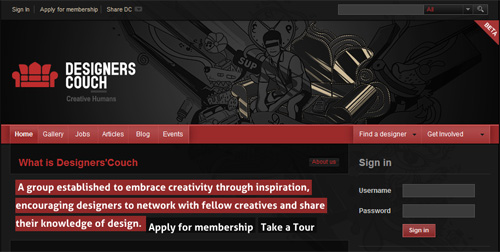 Sign in Apply for membership Share DC
All
BETA
DESIGNERS
COUCH
Creative Humans
SUP
Home Gallery Jobs Articles Blog Events Find a designer Get Involved
What is Designers'Couch About us
A group established to embrace creativity through inspiration,
encouraging designers to network with fellow creatives and share
their knowledge of design. Apply for membership Take a Tour
Sign in
Username
Password
Sign in